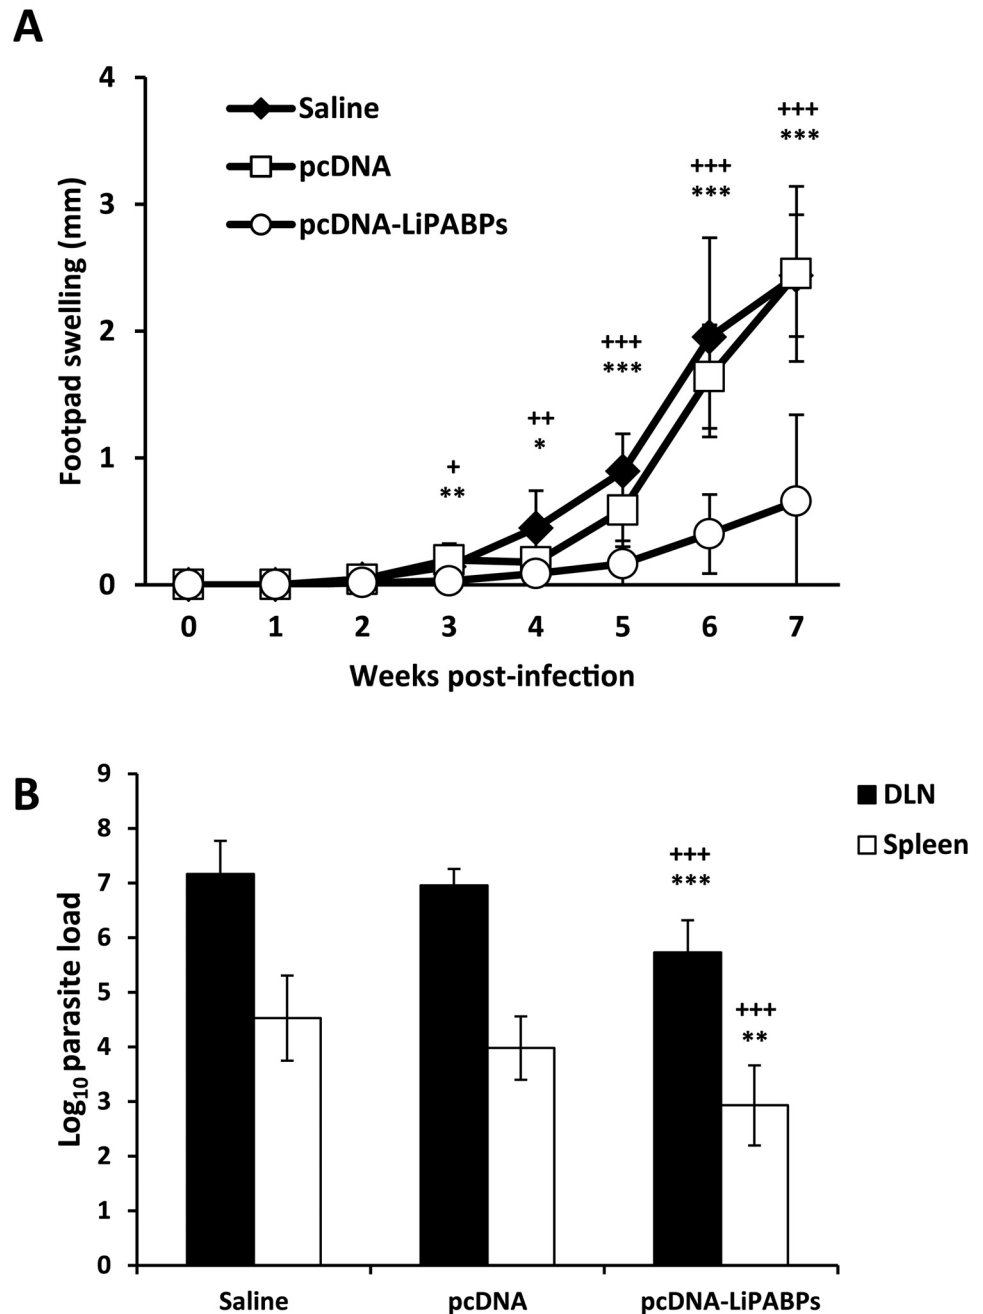 A
4
3
2
1
0
Footpad swelling (mm)
Saline
pcDNA
pcDNA-LiPABPs
+
**
++
*
+++
***
+++
***
+++
***
0 1 2 3 4 5 6 7
Weeks post-infection
B
9
8
7
6
5
4
3
2
1
0
Log10 parasite load
DLN
Spleen
+++
***
+++
**
Saline pcDNA pcDNA-LiPABPs